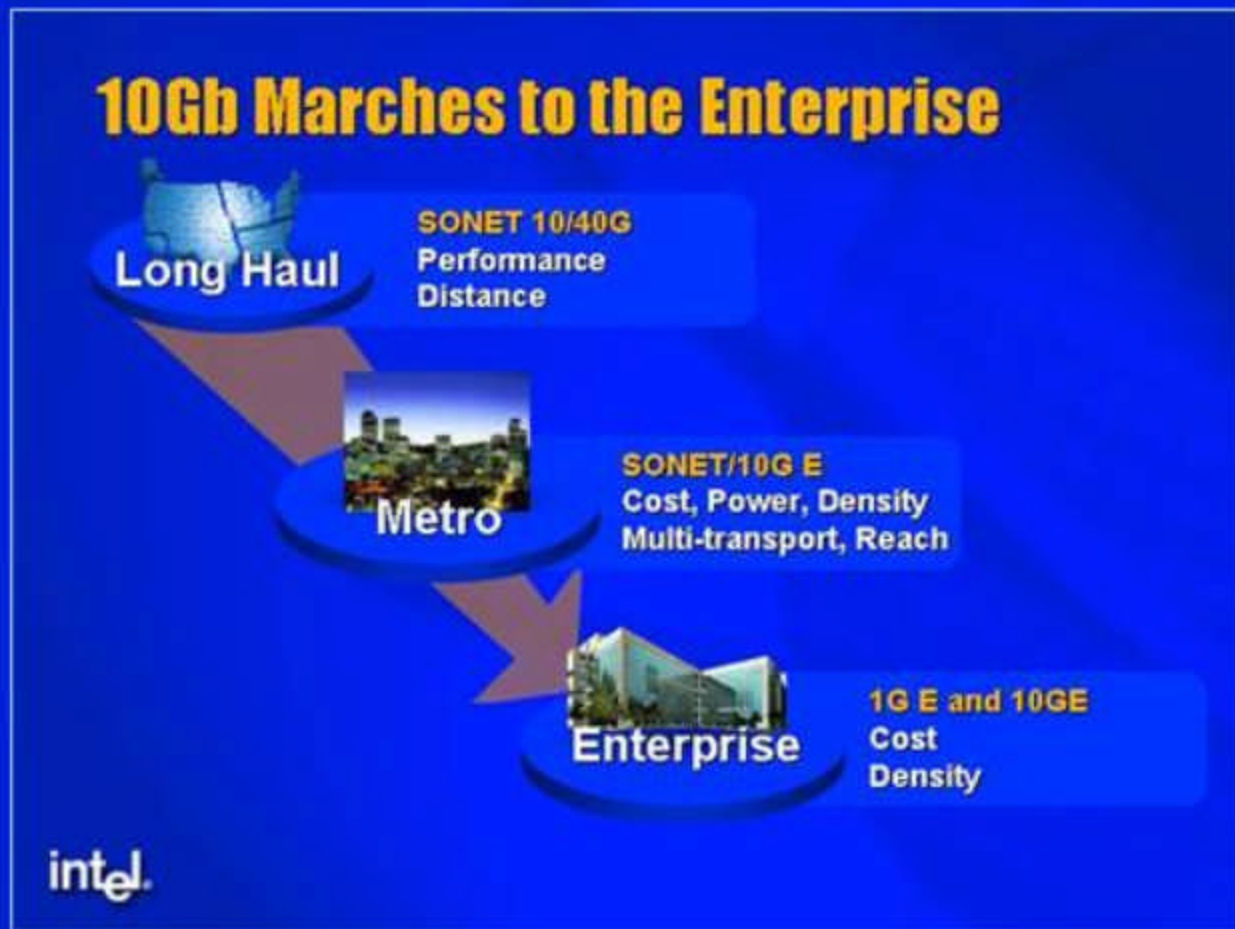 10Gb Marches to the Enterprise
Long Haul
SONET 10/40G
Performance
Distance
Metro
SONET/10G E
Cost, Power, Density
Multi-transport, Reach
Enterprise
1G E and 10GE
Cost
Density
intel.